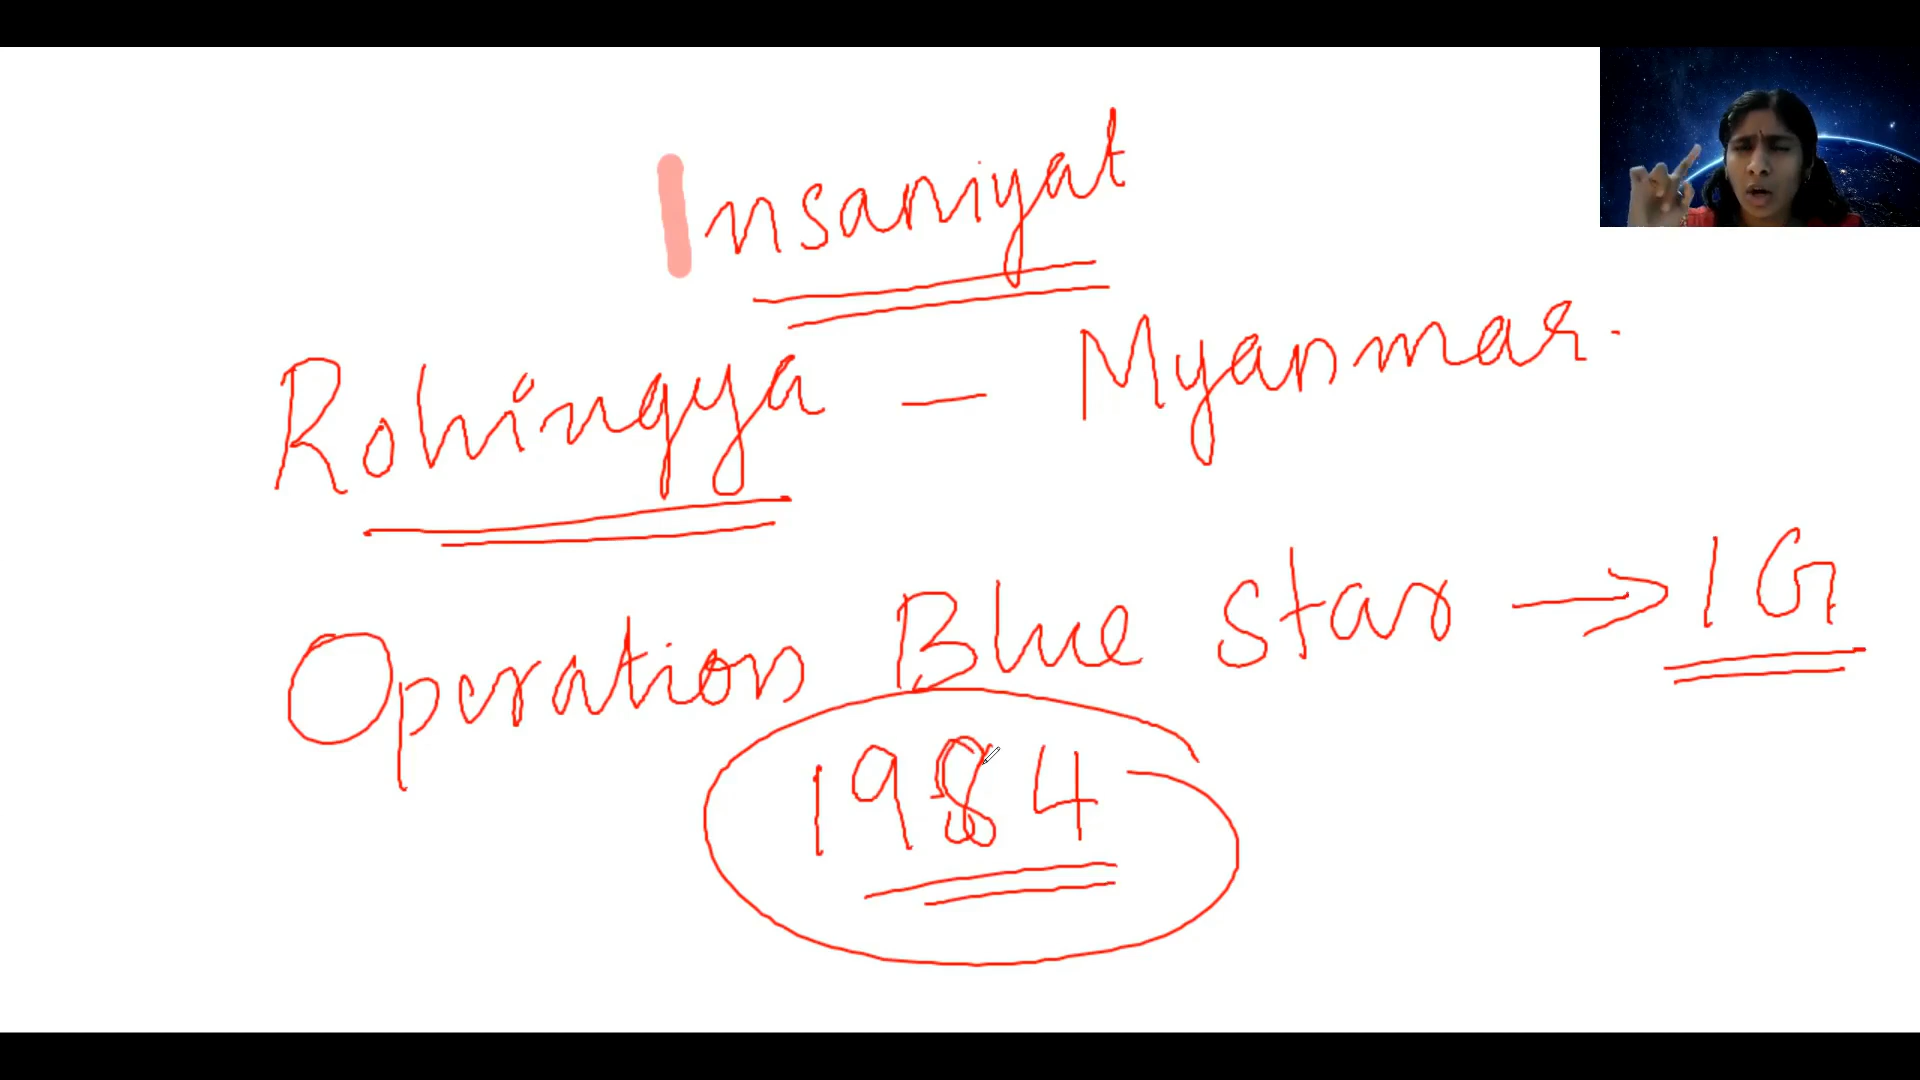 Insaniyat
Rohingya - Myanmar.
Operation Blue star → IG
1984